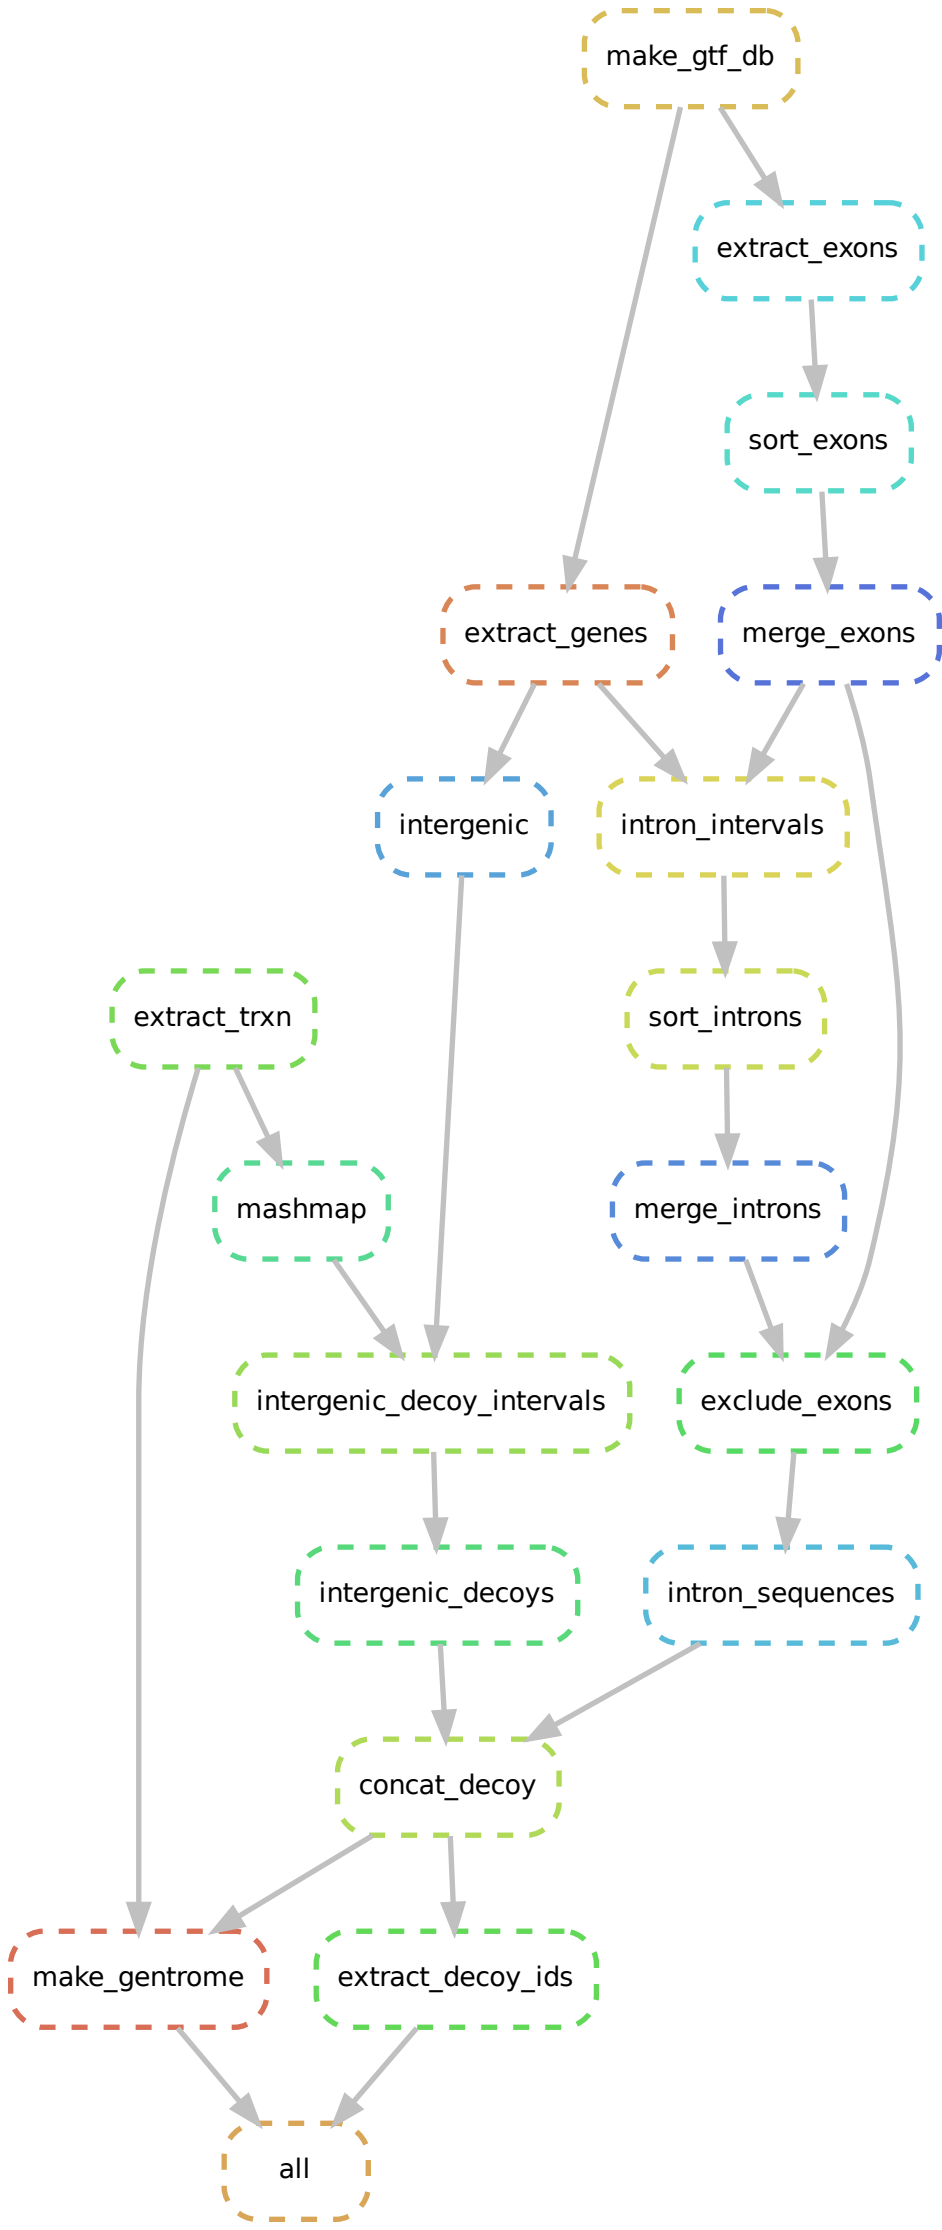 make_gtf_db
extract_exons
sort_exons
extract_genes
merge_exons
intergenic
intron_intervals
extract_trxn
sort_introns
mashmap
merge_introns
intergenic_decoy_intervals
exclude_exons
intergenic_decoys
intron_sequences
concat_decoy
make_gentrome
extract_decoy_ids
all